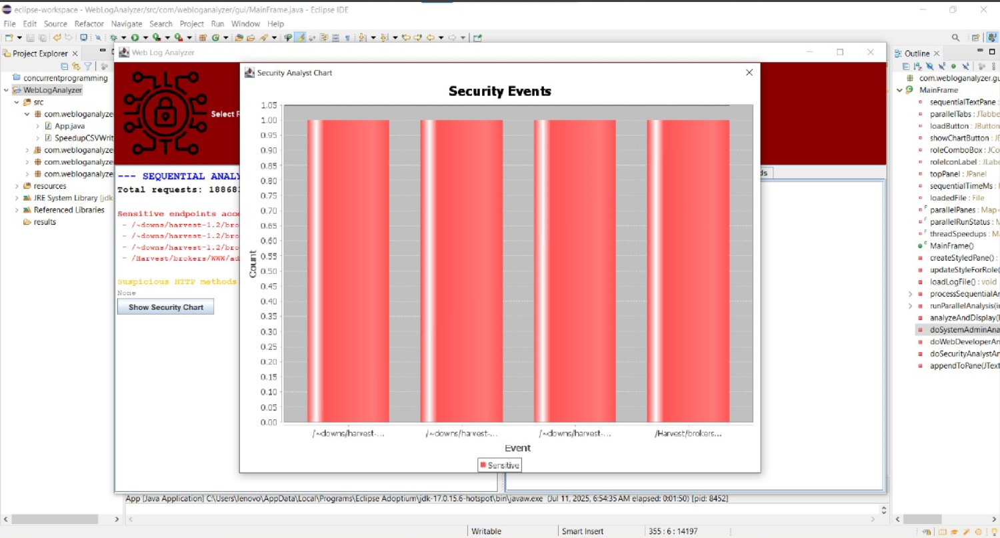 eclipse-workspace - WebLogAnalyzer/src/com/webloganalyzer/gui/MainFrame.java - Eclipse IDE
File Edit Source Refactor Navigate Search Project Run Window Help
Project Explorer
concurrentprogramming
WebLogAnalyzer
src
com.webloganalyze
App.java
SpeedupCSVWrit
com.webloganalyze
com.webloganalyze
com.webloganalyze
resources
JRE System Library [jdk
Referenced Libraries
results
Web Log Analyzer
Select F
--- SEQUENTIAL ANALY
Total requests: 18868
Sensitive endpoints acce
- /~downs/harvest-1.2/bro
- /~downs/harvest-1.2/bro
- /~downs/harvest-1.2/bro
- /Harvest/brokers/WWW/ad
Suspicious HTTP methods
None
Show Security Chart
ds
Security Analyst Chart
Security Events
1.05
1.00
0.95
0.90
0.85
0.80
0.75
0.70
0.65
0.60
0.55
0.50
0.45
0.40
0.35
0.30
0.25
0.20
0.15
0.10
0.05
0.00
Count
/~downs/harvest-... /~downs/harvest-... /~downs/harvest-... /Harvest/brokers...
Event
Sensitive
Outline
com.webloganalyzer.gu
MainFrame
sequentialTextPane :
parallelTabs : JTabbe
loadButton : JButton
showChartButton : JB
roleComboBox : JCo
roleIconLabel : JLabe
topPanel : JPanel
sequentialTimeMs : l
loadedFile : File
parallelPanes : Map<
parallelRunStatus : M
threadSpeedups : Ma
MainFrame()
createStyledPane() :
updateStyleForRole(
loadLogFile() : void
processSequentialAn
runParallelAnalysis(in
analyzeAndDisplay(
doSystemAdminAna
doWebDeveloperAn
doSecurityAnalystAn
appendToPane(JText
App [Java Application] C:\Users\lenovo\AppData\Local\Programs\Eclipse Adoptium\jdk-17.0.15.6-hotspot\bin\javaw.exe (Jul 11, 2025, 6:54:35 AM elapsed: 0:01:50) [pid: 8452]
Writable Smart Insert 355 : 6 : 14197